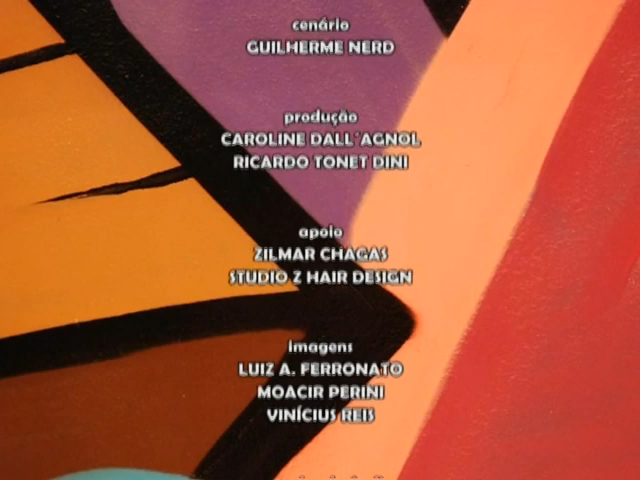 cenário
GUILHERME NERD
produção
CAROLINE DALL'AGNOL
RICARDO TONET DINI
apoio
ZILMAR CHAGAS
STUDIO Z HAIR DESIGN
imagens
LUIZ A. FERRONATO
MOACIR PERINI
VINÍCIUS REIS